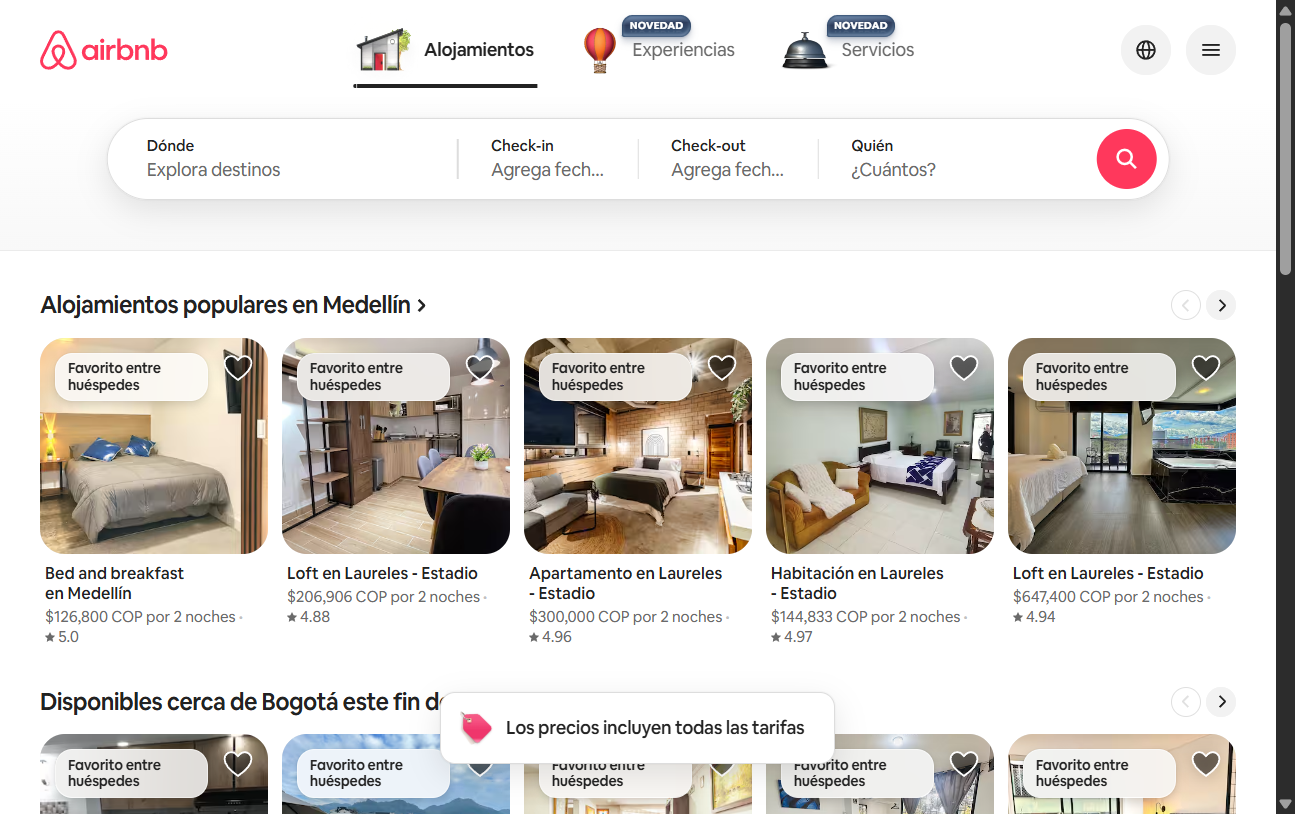 airbnb
Alojamientos
NOVEDAD
Experiencias
NOVEDAD
Servicios
Dónde
Explora destinos
Check-in
Agrega fech...
Check-out
Agrega fech...
Quién
¿Cuántos?
Alojamientos populares en Medellín
Favorito entre
huéspedes
Favorito entre
huéspedes
Favorito entre
huéspedes
Favorito entre
huéspedes
Favorito entre
huéspedes
Bed and breakfast
en Medellín
$126,800 COP por 2 noches ·
5.0
Loft en Laureles - Estadio
$206,906 COP por 2 noches ·
4.88
Apartamento en Laureles
- Estadio
$300,000 COP por 2 noches ·
4.96
Habitación en Laureles
- Estadio
$144,833 COP por 2 noches ·
4.97
Loft en Laureles - Estadio
$647,400 COP por 2 noches ·
4.94
Disponibles cerca de Bogotá este fin
Los precios incluyen todas las tarifas
Favorito entre
huéspedes
Favorito entre
huéspedes
Favorito entre
huéspedes
Favorito entre
huéspedes
Favorito entre
huéspedes